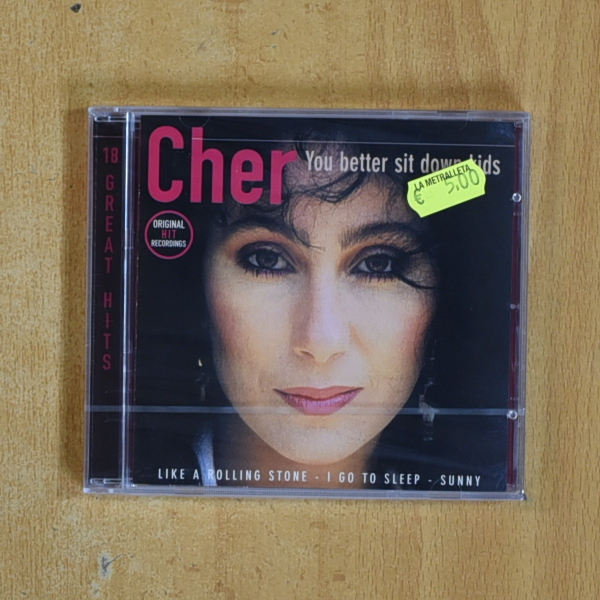 18 GREAT HITS
Cher
You better sit down kids
LA METRALLETA
€ 5,00
ORIGINAL
HIT
RECORDINGS
LIKE A ROLLING STONE - I GO TO SLEEP - SUNNY